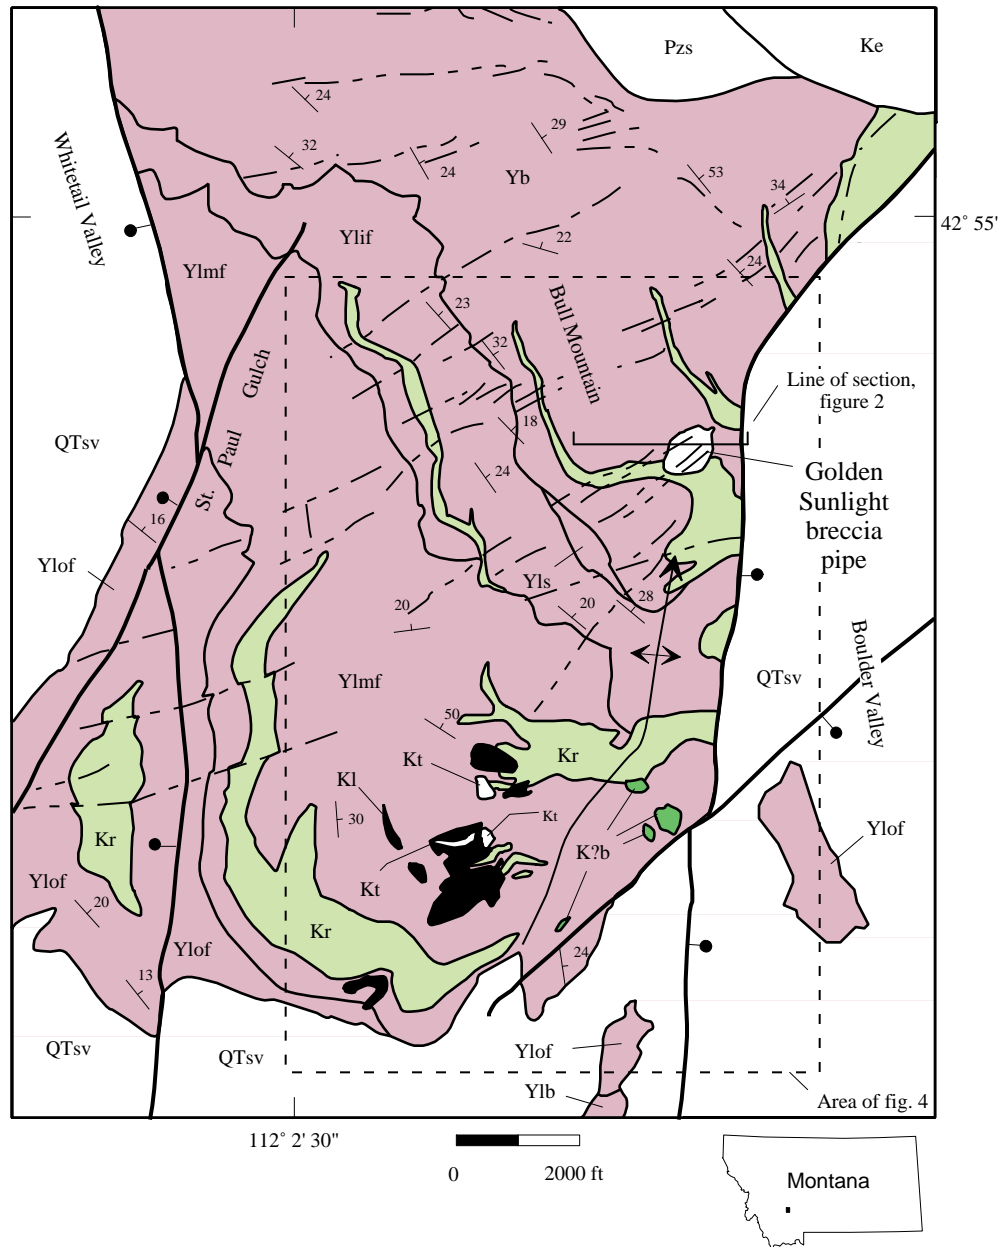 Pzs
Ke
24
29
32
24
Yb
53
34
Whitetail Valley
42° 55'
Ylif
22
24
Ylmf
23
Bull Mountain
32
Line of section,
figure 2
St. Paul Gulch
18
QTsv
24
Golden
Sunlight
breccia
pipe
16
Ylof
Yls
20
28
20
Boulder Valley
QTsv
Ylmf
50
Kt
Kr
Kl
Kt
30
Kr
K?b
Ylof
Kt
Ylof
20
Kr
Ylof
24
13
QTsv
QTsv
Ylof
Ylb
Area of fig. 4
112° 2' 30"
0 2000 ft
Montana